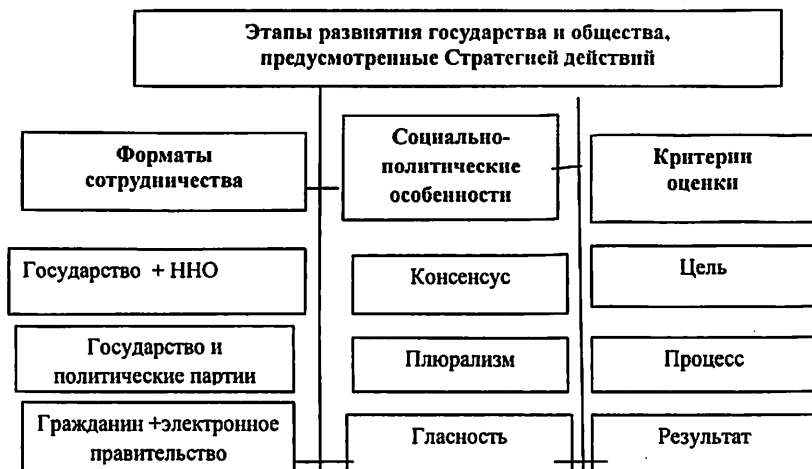 Этапы развития государства и общества,
предусмотренные Стратегией действий
Форматы
сотрудничества
Социально-
политические
особенности
Критерии
оценки
Государство + ННО
Консенсус
Цель
Государство и
политические партии
Плюрализм
Процесс
Гражданин +электронное
правительство
Гласность
Результат